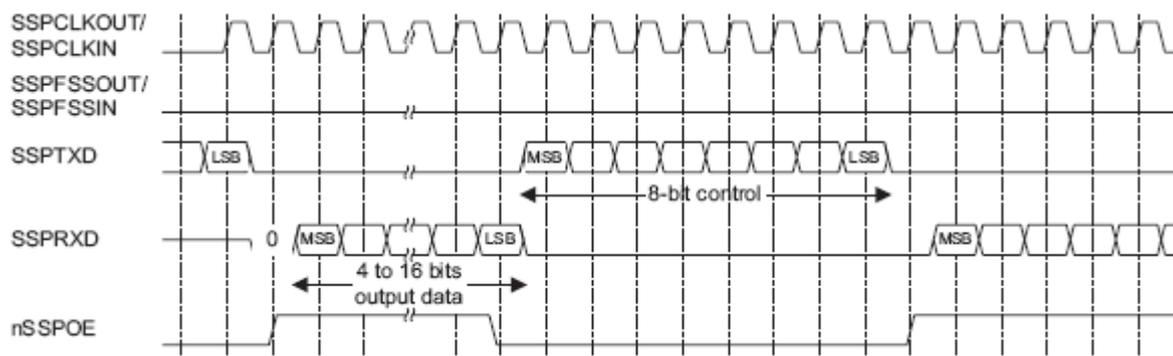 SSPCLKOUT/
SSPCLKIN
SSPFSSOUT/
SSPFSSIN
SSPTXD LSB MSB LSB
8-bit control
SSPRXD 0 MSB LSB MSB
4 to 16 bits
output data
nSSPOE